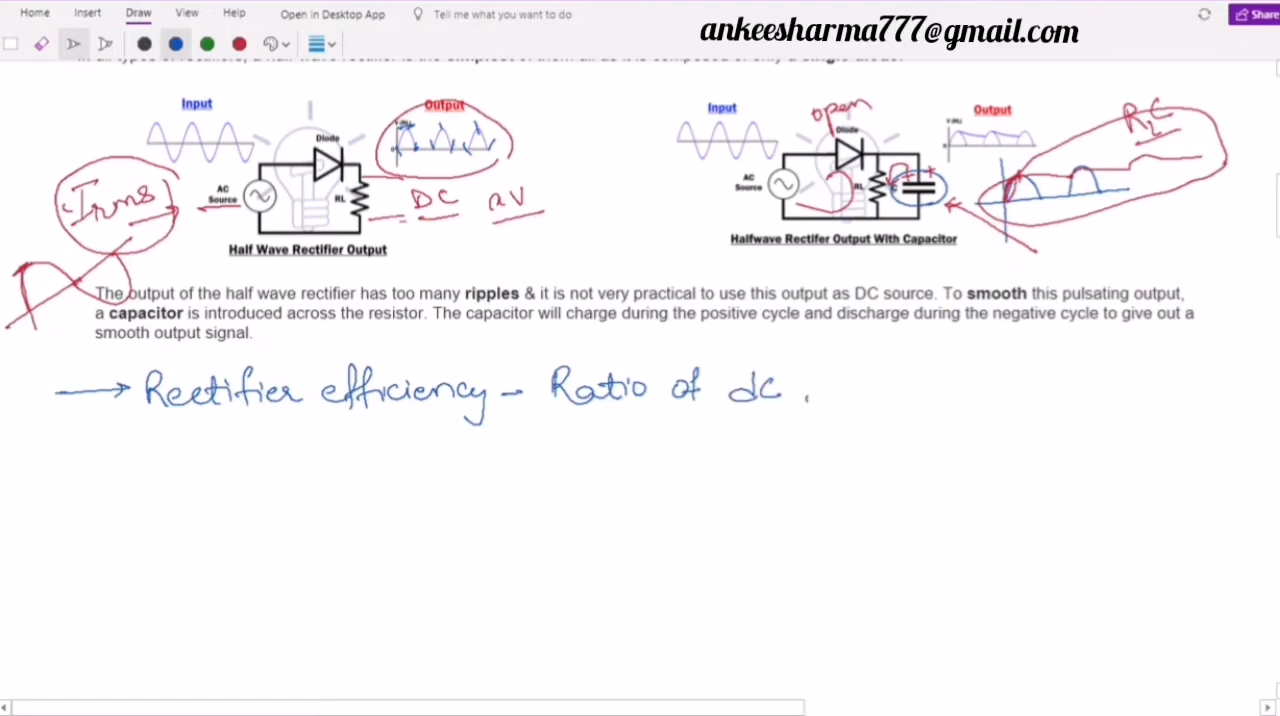 Home Insert Draw View Help Open in Desktop App Tell me what you want to do Share
ankeesharma777@gmail.com
Input
Output
Diode
AC
Source
RL
DC av
Irms
Half Wave Rectifier Output
Input
open
Output
Diode
AC
Source
RL
RLC
Halfwave Rectifer Output With Capacitor
The output of the half wave rectifier has too many ripples & it is not very practical to use this output as DC source. To smooth this pulsating output,
a capacitor is introduced across the resistor. The capacitor will charge during the positive cycle and discharge during the negative cycle to give out a
smooth output signal.
Rectifier efficiency - Ratio of dc